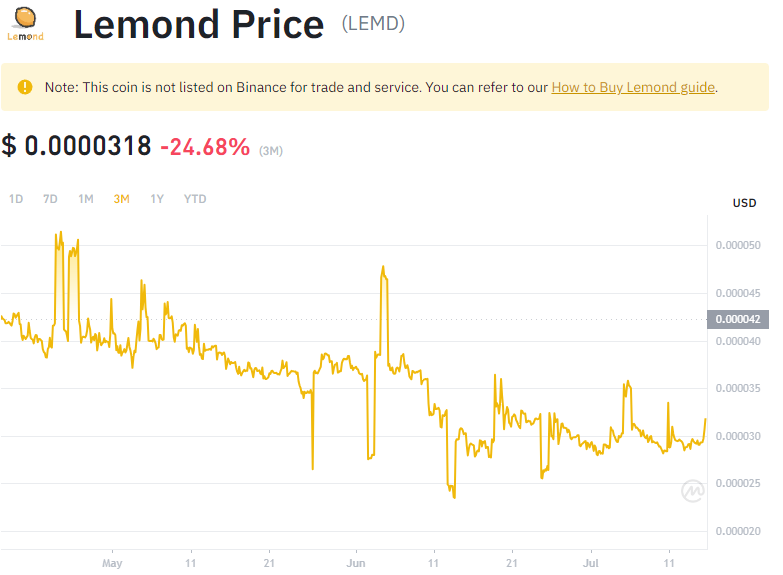 Lemond
Lemond Price (LEMD)
Note: This coin is not listed on Binance for trade and service. You can refer to our How to Buy Lemond guide.
$ 0.0000318 -24.68% (3M)
1D 7D 1M 3M 1Y YTD
USD
0.000050
0.000045
0.000042
0.000040
0.000035
0.000030
0.000025
0.000020
May 11 21 Jun 11 21 Jul 11